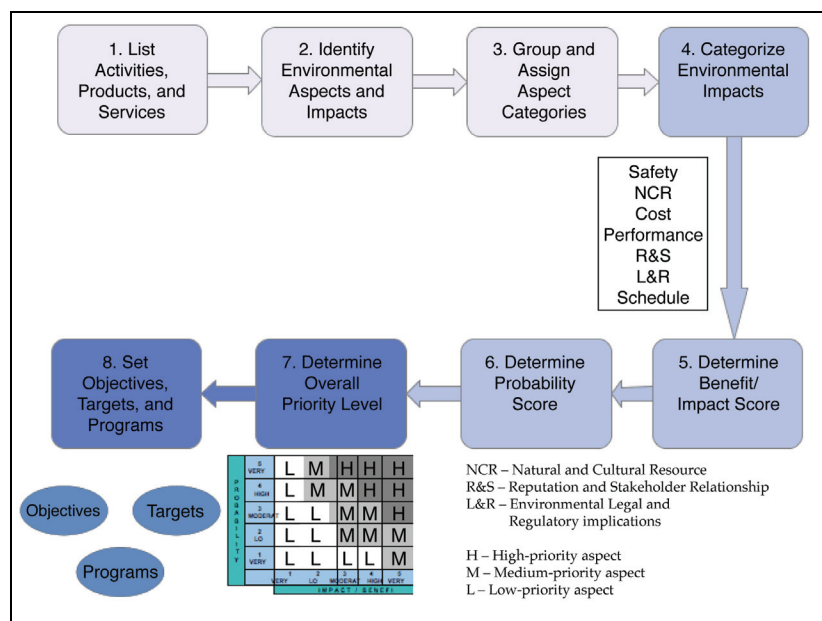 1. List
Activities,
Products, and
Services
2. Identify
Environmental
Aspects and
Impacts
3. Group and
Assign
Aspect
Categories
4. Categorize
Environmental
Impacts
Safety
NCR
Cost
Performance
R&S
L&R
Schedule
8. Set
Objectives,
Targets, and
Programs
7. Determine
Overall
Priority Level
6. Determine
Probability
Score
5. Determine
Benefit/
Impact Score
Objectives
Targets
Programs
PROBABILITY
5
VERY
L M H H H
4
HIGH
L M M H H
3
MODERAT
L L M M H
2
LO
L L M M M
1
VERY
L L L L M
1 2 3 4 5
VERY LO MODERAT HIGH VERY
IMPACT / BENEFI
NCR – Natural and Cultural Resource
R&S – Reputation and Stakeholder Relationship
L&R – Environmental Legal and
Regulatory implications
H – High-priority aspect
M – Medium-priority aspect
L – Low-priority aspect